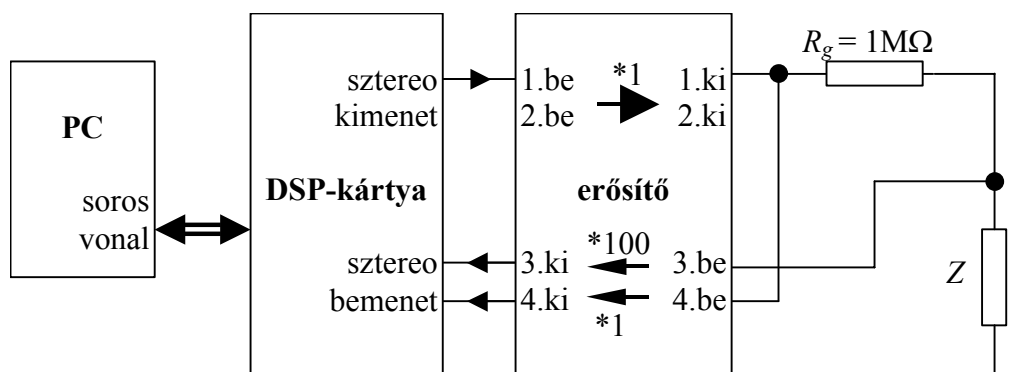 PC
soros
vonal
sztereo
kimenet
DSP-kártya
sztereo
bemenet
1.be
2.be
*1
1.ki
2.ki
erősítő
*100
3.ki
3.be
4.ki
4.be
*1
Rg = 1MΩ
Z